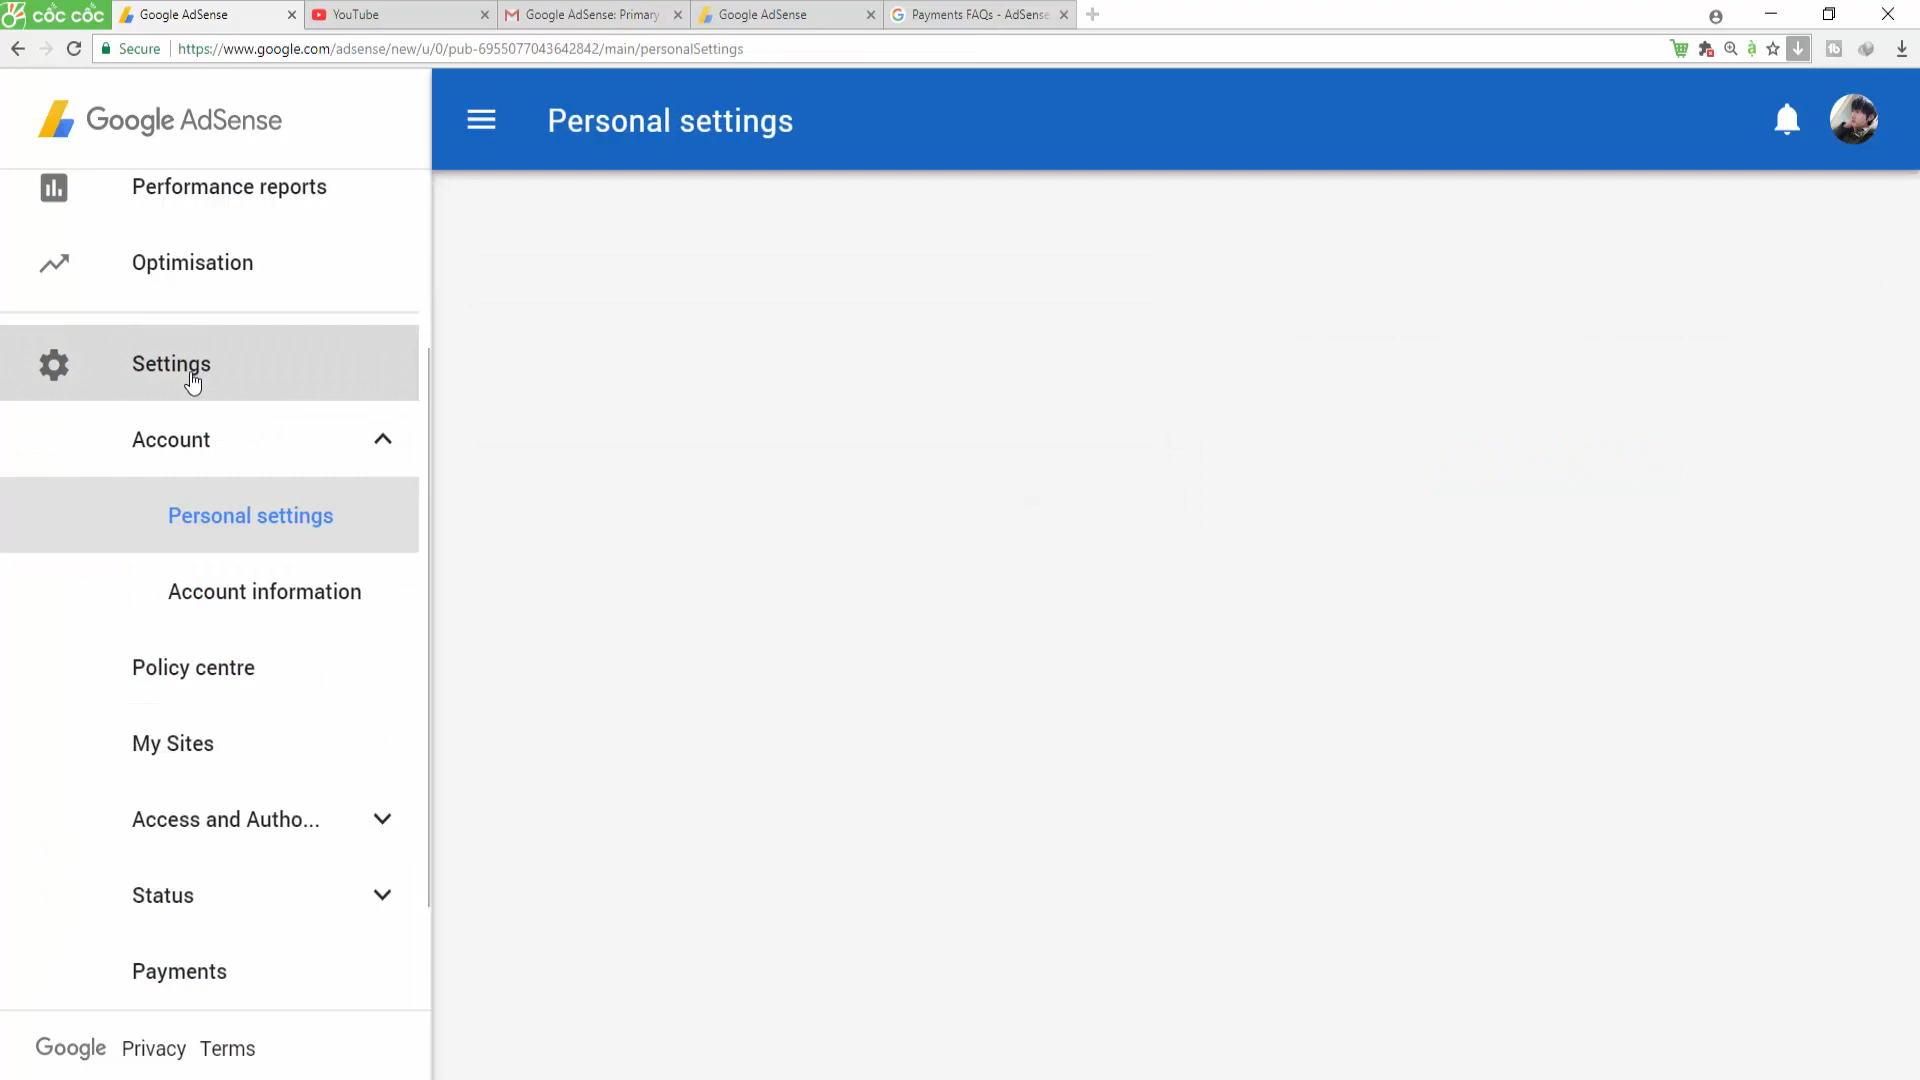 cốc cốc
Google AdSense
YouTube
Google AdSense: Primary
Google AdSense
Payments FAQs - AdSense
Secure
https://www.google.com/adsense/new/u/0/pub-6955077043642842/main/personalSettings
Google AdSense
Personal settings
Performance reports
Optimisation
Settings
Account
Personal settings
Account information
Policy centre
My Sites
Access and Autho...
Status
Payments
Google Privacy Terms